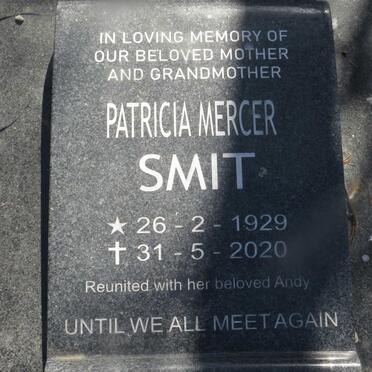 IN LOVING MEMORY OF
OUR BELOVED MOTHER
AND GRANDMOTHER
PATRICIA MERCER
SMIT
★ 26 - 2 - 1929
✝ 31 - 5 - 2020
Reunited with her beloved Andy
UNTIL WE ALL MEET AGAIN